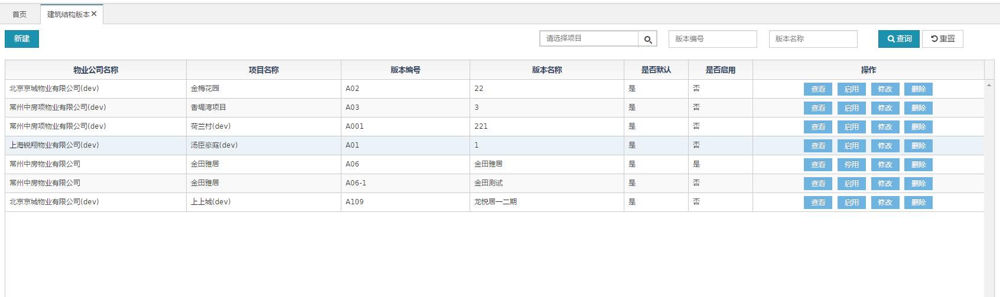 首页 建筑结构版本
新建 请选择项目 版本编号 版本名称 查询 重置
物业公司名称 项目名称 版本编号 版本名称 是否默认 是否启用 操作
北京京城物业有限公司(dev) 金梅花园 A02 22 是 否 查看 启用 修改 删除
常州中房项物业有限公司(dev) 香堤湾项目 A03 3 是 否 查看 启用 修改 删除
常州中房项物业有限公司(dev) 荷兰村(dev) A001 221 是 否 查看 启用 修改 删除
上海锐翔物业有限公司(dev) 汤臣豪庭(dev) A01 1 是 否 查看 启用 修改 删除
常州中房物业有限公司 金田雅居 A06 金田雅居 是 是 查看 停用 修改 删除
常州中房物业有限公司 金田雅居 A06-1 金田测试 是 否 查看 启用 修改 删除
北京京城物业有限公司(dev) 上上城(dev) A109 龙悦居一二期 是 否 查看 启用 修改 删除